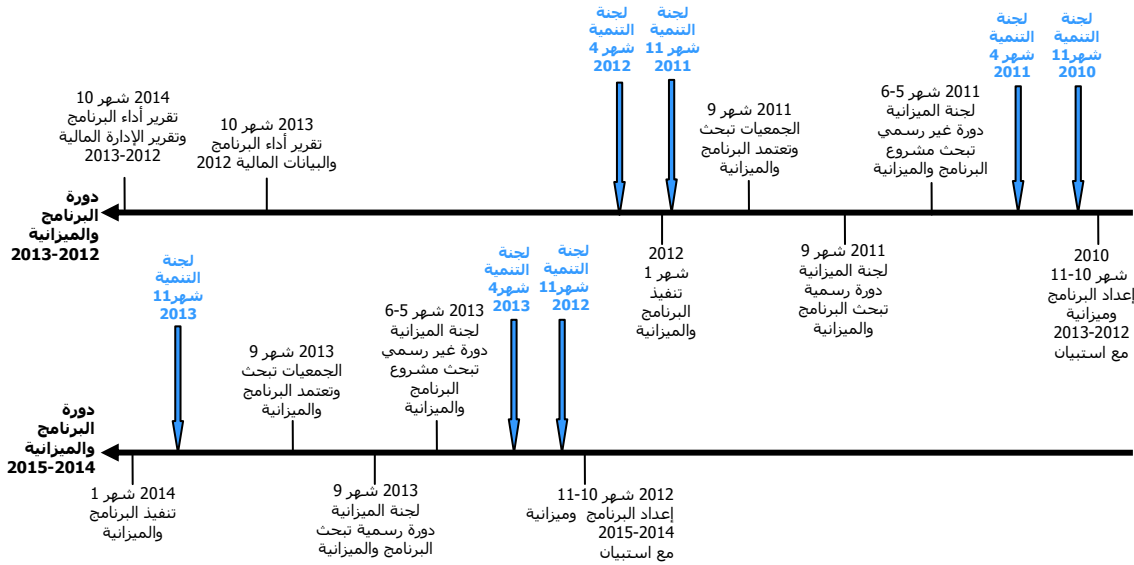 لجنة
التنمية
شهر11
2010
لجنة
التنمية
شهر 4
2011
2011 شهر 5-6
لجنة الميزانية
دورة غير رسمي
تبحث مشروع
البرنامج والميزانية
2011 شهر 9
الجمعيات تبحث
وتعتمد البرنامج
والميزانية
لجنة
التنمية
شهر 11
2011
لجنة
التنمية
شهر 4
2012
2013 شهر 10
تقرير أداء البرنامج
والبيانات المالية 2012
2014 شهر 10
تقرير أداء البرنامج
وتقرير الإدارة المالية
2012-2013
دورة
البرنامج
والميزانية
2012-2013
2010
شهر 10-11
إعداد البرنامج
وميزانية
2012-2013
مع استبيان
2011 شهر 9
لجنة الميزانية
دورة رسمية
تبحث البرنامج
والميزانية
2012
شهر 1
تنفيذ
البرنامج
والميزانية
لجنة
التنمية
شهر11
2012
لجنة
التنمية
شهر4
2013
2013 شهر 5-6
لجنة الميزانية
دورة غير رسمي
تبحث مشروع
البرنامج
والميزانية
2013 شهر 9
الجمعيات تبحث
وتعتمد البرنامج
والميزانية
لجنة
التنمية
شهر11
2013
دورة
البرنامج
والميزانية
2014-2015
2012 شهر 10-11
إعداد البرنامج وميزانية
2014-2015
مع استبيان
2013 شهر 9
لجنة الميزانية
دورة رسمية تبحث
البرنامج والميزانية
2014 شهر 1
تنفيذ البرنامج
والميزانية